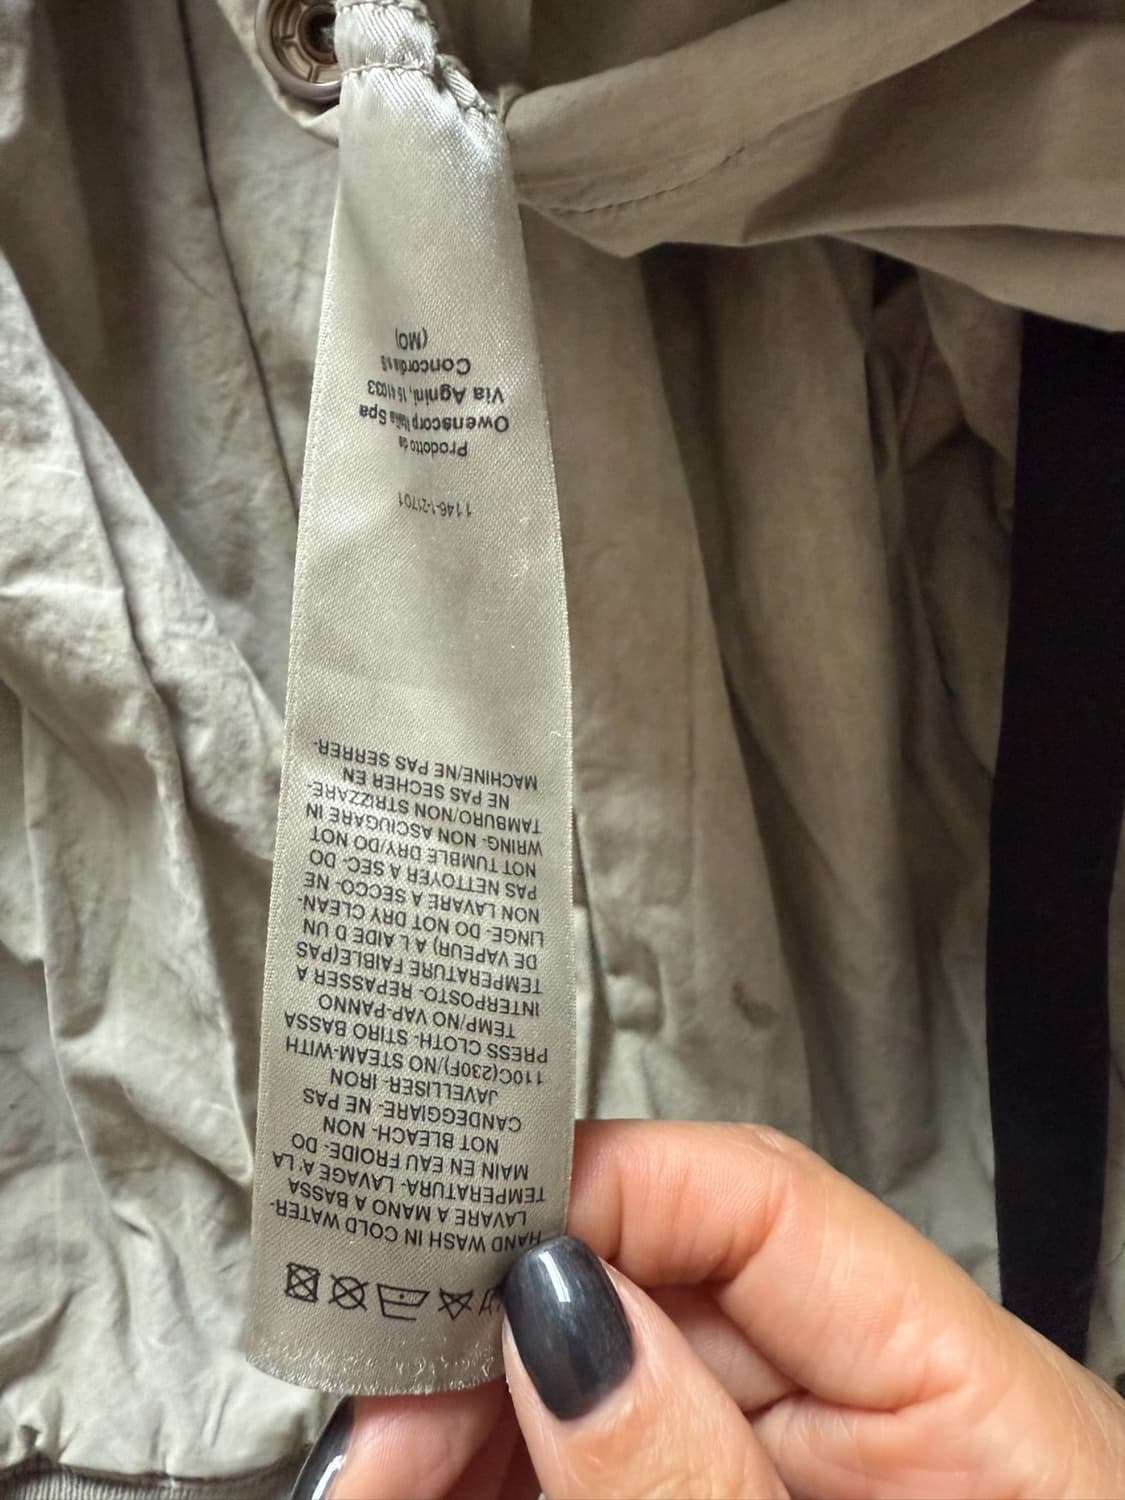 HAND WASH IN COLD WATER-
LAVARE A MANO A BASSA
TEMPERATURA- LAVAGE A LA
MAIN EN EAU FROIDE- DO
NOT BLEACH- NON
CANDEGGIARE- NE PAS
JAVELLISER- IRON
110C(230F)/NO STEAM-WITH
PRESS CLOTH- STIRO BASSA
TEMP/NO VAP-PANNO
INTERPOSTO- REPASSER A
TEMPERATURE FAIBLE(PAS
DE VAPEUR) A L AIDE D UN
LINGE- DO NOT DRY CLEAN-
NON LAVARE A SECCO- NE
PAS NETTOYER A SEC- DO
NOT TUMBLE DRY/DO NOT
WRING- NON ASCIUGARE IN
TAMBURO/NON STRIZZARE-
NE PAS SECHER EN
MACHINE/NE PAS SERRER-
1146-1-21701
Prodotto da
Owenscorp Italia Spa
Via Agnini, 15 41033
Concordia s
(MO)